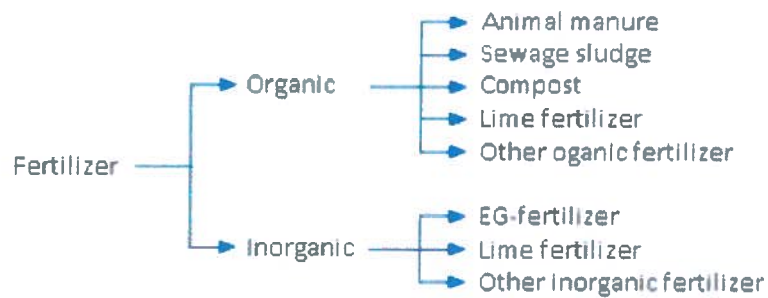 Animal manure
Sewage sludge
Organic
Compost
Lime fertilizer
Other oganic fertilizer
Fertilizer
EG-fertilizer
Inorganic
Lime fertilizer
Other inorganic fertilizer